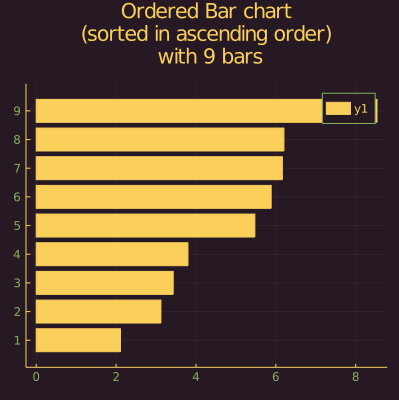 Ordered Bar chart
(sorted in ascending order)
with 9 bars
y1
9
8
7
6
5
4
3
2
1
0 2 4 6 8